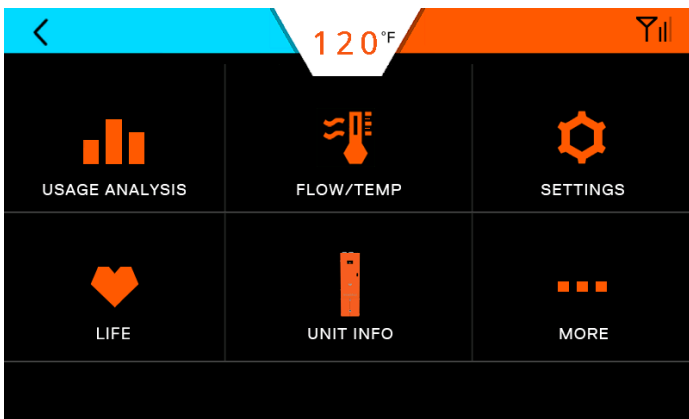 120°F
USAGE ANALYSIS FLOW/TEMP SETTINGS
LIFE UNIT INFO MORE